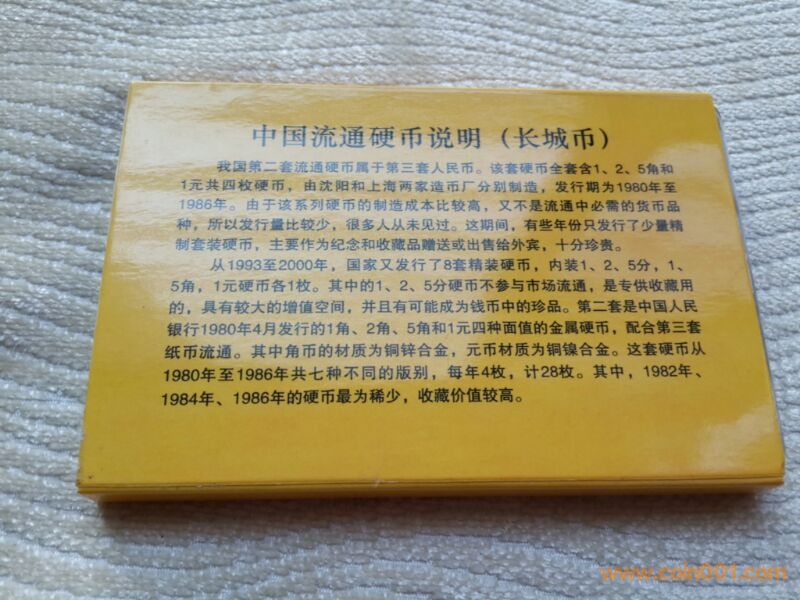 中国流通硬币说明（长城币）
我国第二套流通硬币属于第三套人民币。该套硬币全套含1、2、5角和
1元共四枚硬币，由沈阳和上海两家造币厂分别制造，发行期为1980年至
1986年。由于该系列硬币的制造成本比较高，又不是流通中必需的货币品
种，所以发行量比较少，很多人从未见过。这期间，有些年份只发行了少量精
制套装硬币，主要作为纪念和收藏品赠送或出售给外宾，十分珍贵。
从1993至2000年，国家又发行了8套精装硬币，内装1、2、5分，1、
5角，1元硬币各1枚。其中的1、2、5分硬币不参与市场流通，是专供收藏用
的，具有较大的增值空间，并且有可能成为钱币中的珍品。第二套是中国人民
银行1980年4月发行的1角、2角、5角和1元四种面值的金属硬币，配合第三套
纸币流通。其中角币的材质为铜锌合金，元币材质为铜镍合金。这套硬币从
1980年至1986年共七种不同的版别，每年4枚，计28枚。其中，1982年、
1984年、1986年的硬币最为稀少，收藏价值较高。
www.coin001.com